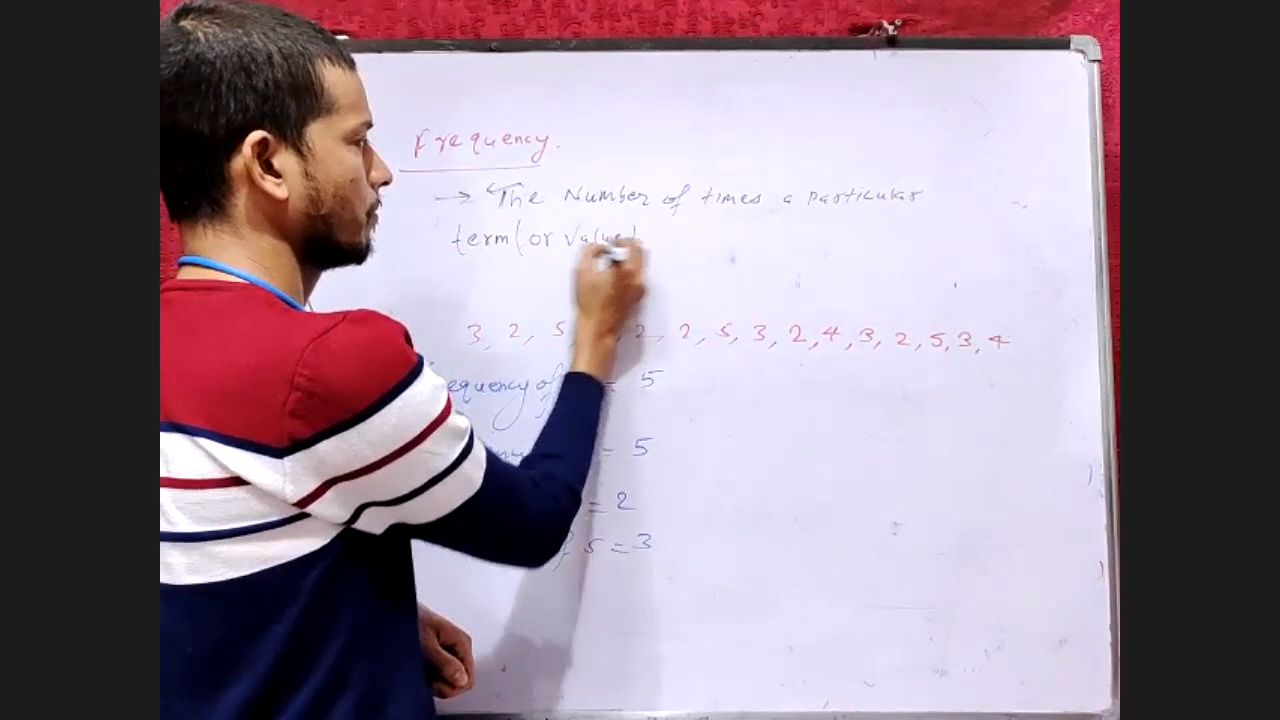 Frequency.
→ The Number of times a particular
term (or value)
3, 2, 5, , 2, 2, 5, 3, 2, 4, 3, 2, 5, 3, 4
equency of = 5
= 5
= 2
5 = 3